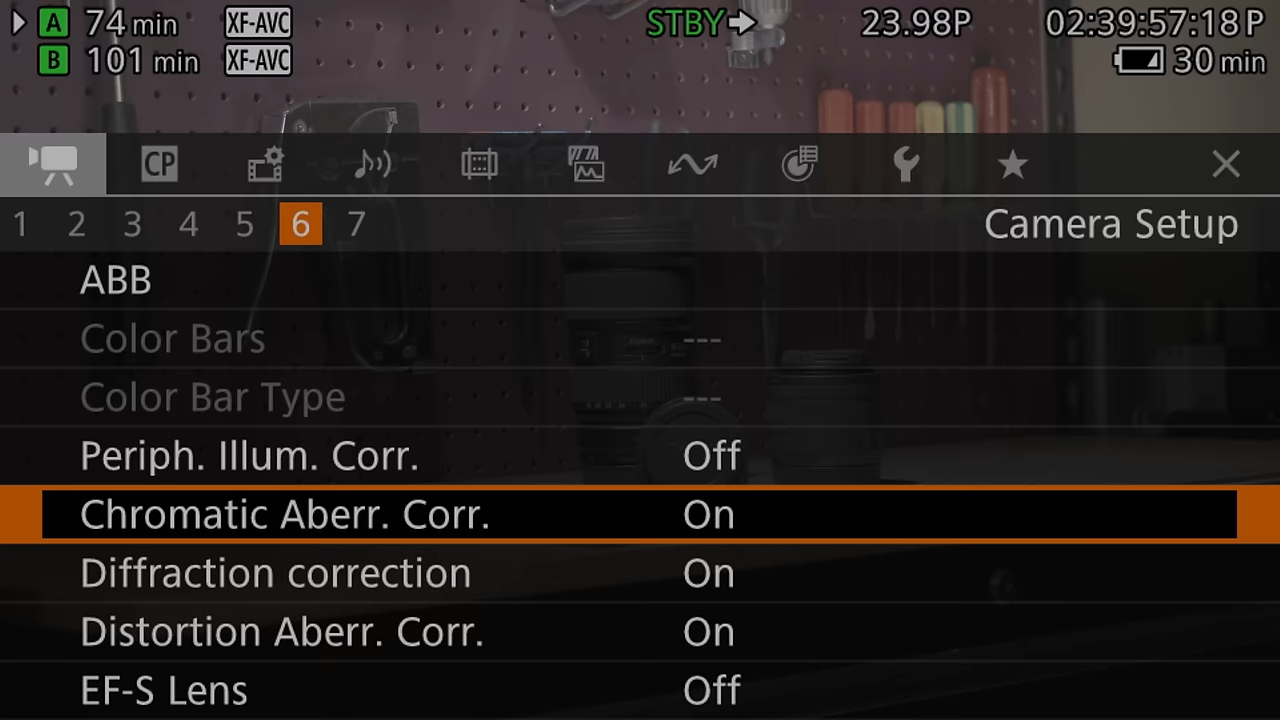 A 74 min XF-AVC STBY 23.98P 02:39:57:18 P
B 101 min XF-AVC 30 min
CP
1 2 3 4 5 6 7 Camera Setup
ABB
Color Bars ---
Color Bar Type ---
Periph. Illum. Corr. Off
Chromatic Aberr. Corr. On
Diffraction correction On
Distortion Aberr. Corr. On
EF-S Lens Off